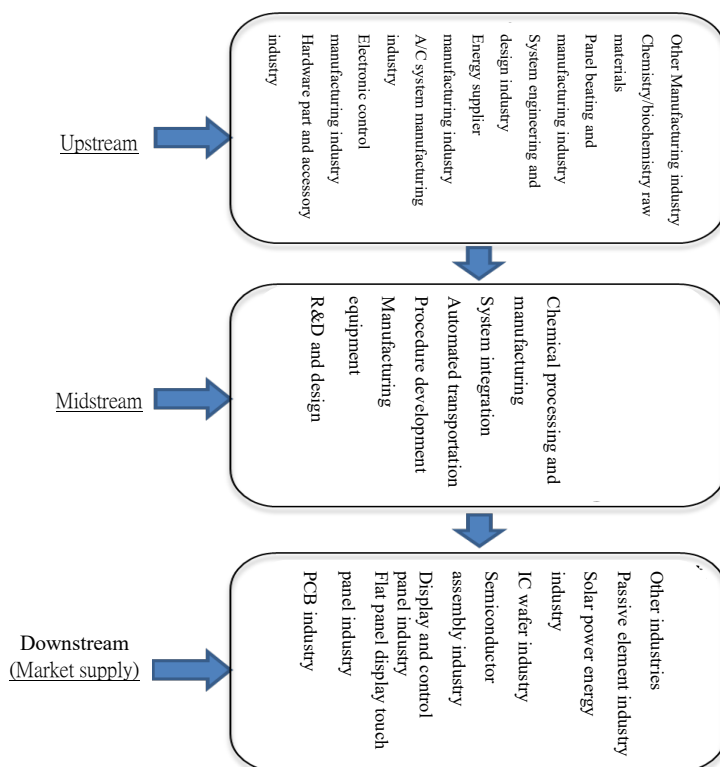 Upstream
Other Manufacturing industry
Chemistry/biochemistry raw
materials
Panel beating and
manufacturing industry
System engineering and
design industry
Energy supplier
manufacturing industry
A/C system manufacturing
industry
Electronic control
manufacturing industry
Hardware part and accessory
industry
Midstream
Chemical processing and
manufacturing
System integration
Automated transportation
Procedure development
Manufacturing
equipment
R&D and design
Downstream
(Market supply)
Other industries
Passive element industry
Solar power energy
industry
IC wafer industry
Semiconductor
assembly industry
Display and control
panel industry
Flat panel display touch
panel industry
PCB industry